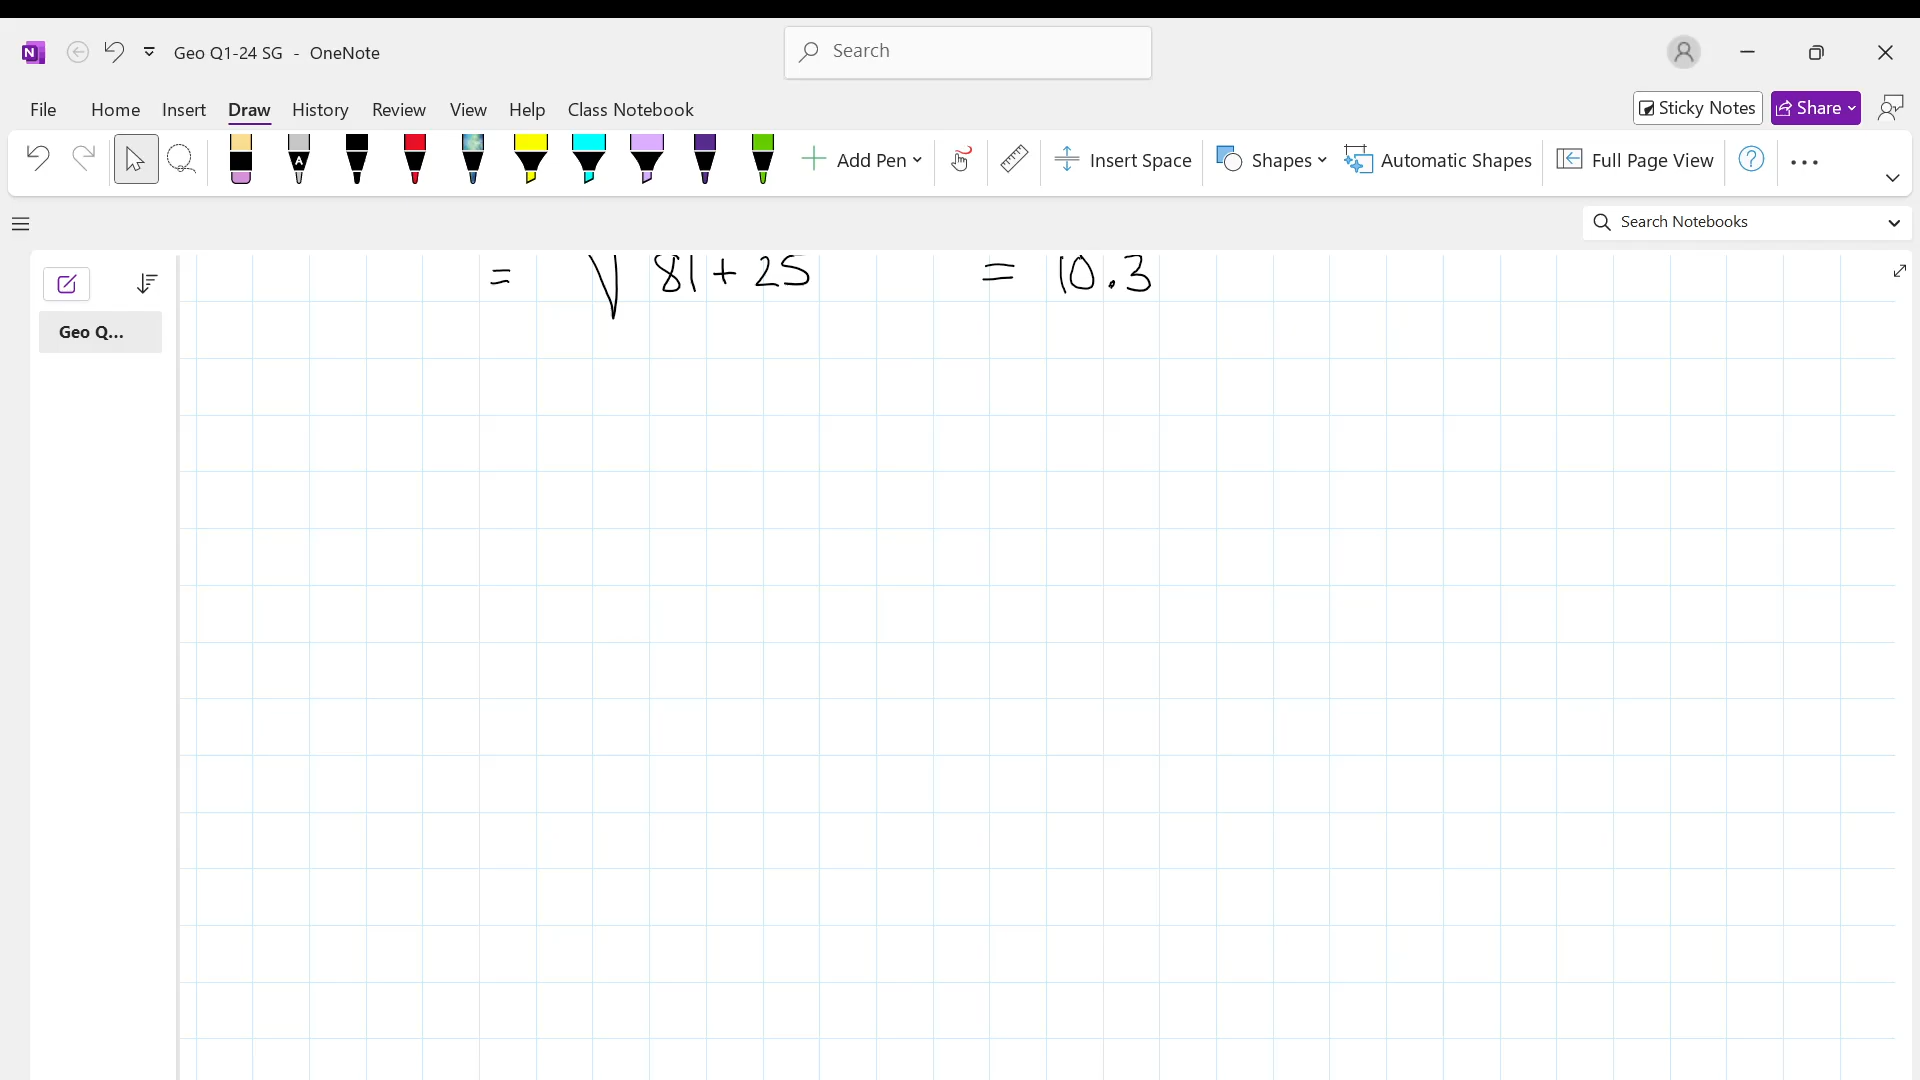 Geo Q1-24 SG - OneNote
Search
File Home Insert Draw History Review View Help Class Notebook
Sticky Notes Share
A
Add Pen Insert Space Shapes Automatic Shapes Full Page View
Search Notebooks
= √81+25 = 10.3
Geo Q...